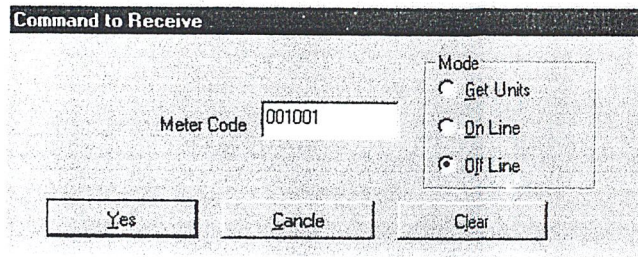 Command to Receive
Mode
Get Units
Meter Code 001001
On Line
Off Line
Yes Cancle Clear